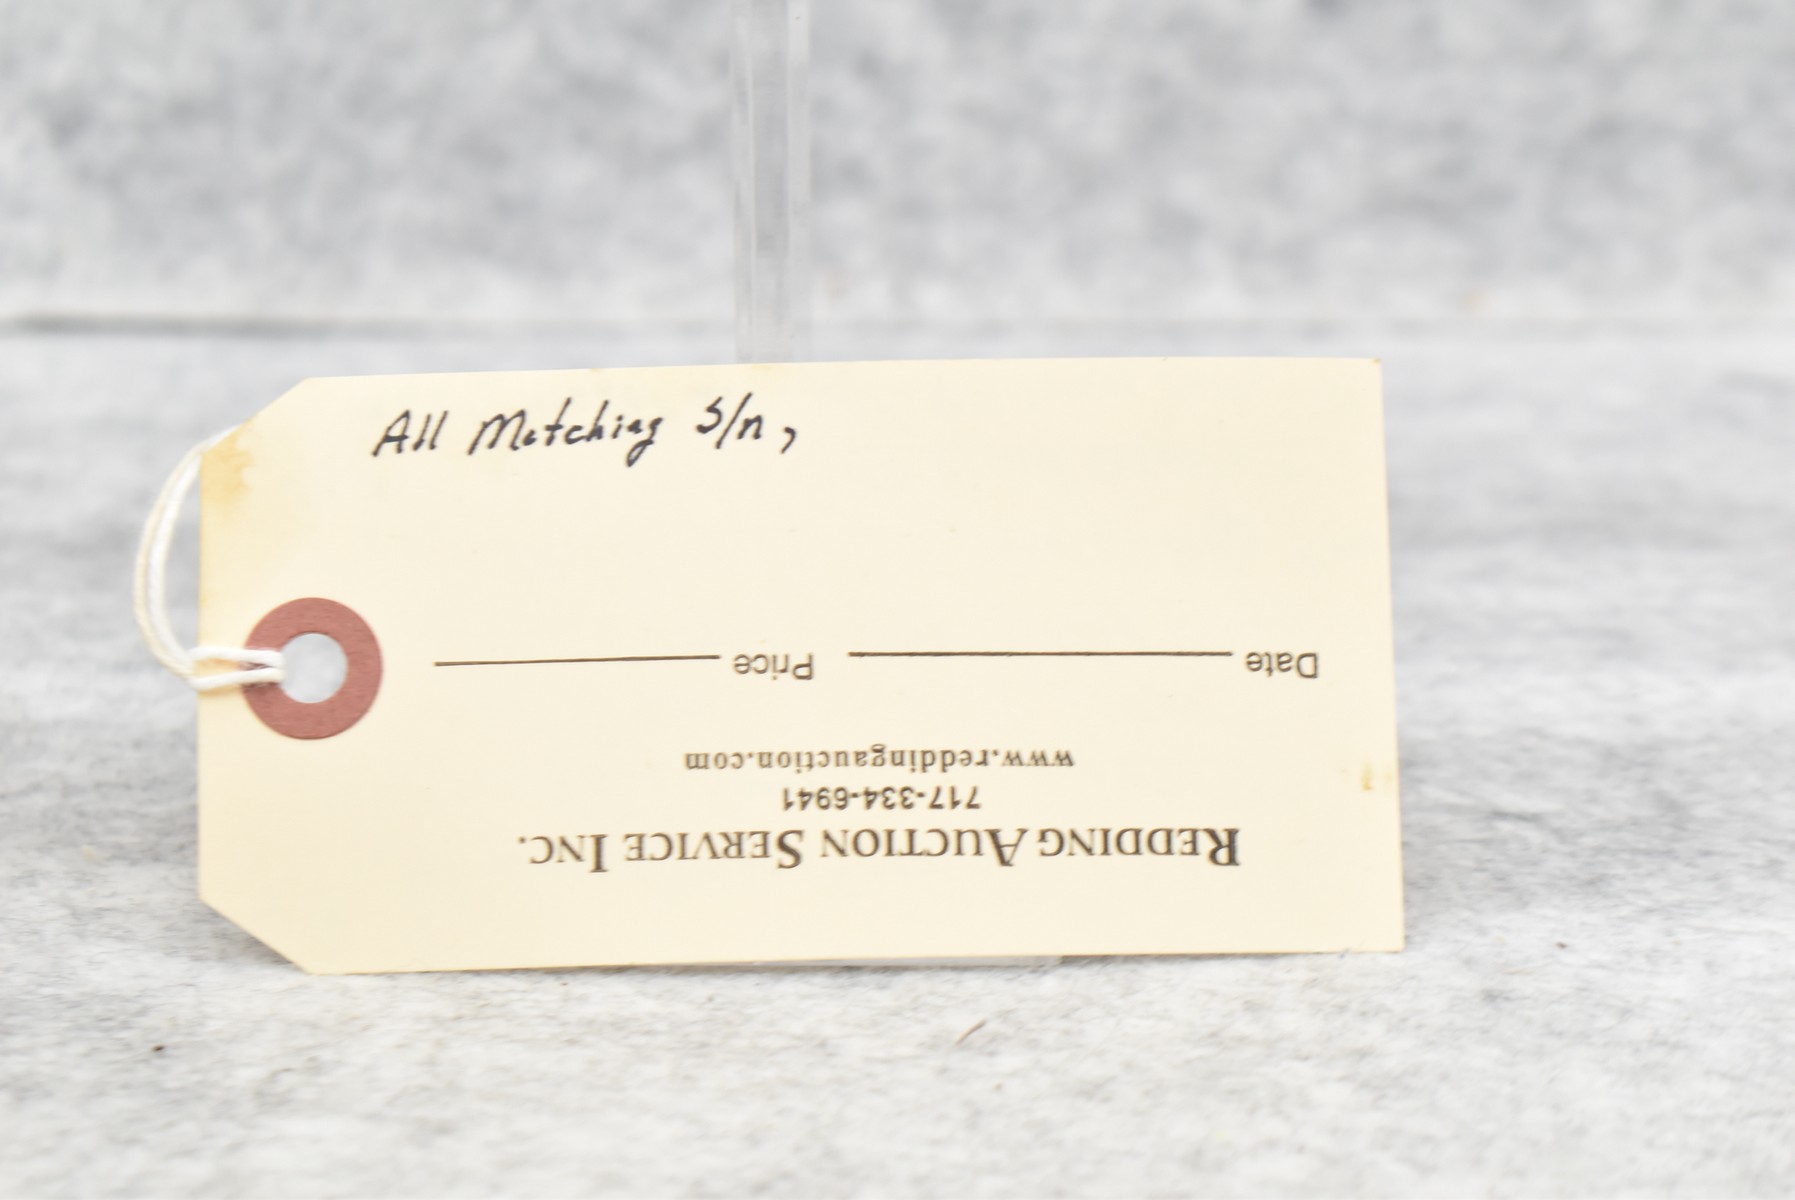 All Matching S/n,
REDDING AUCTION SERVICE INC.
717-334-6941
www.reddingauction.com
Date Price